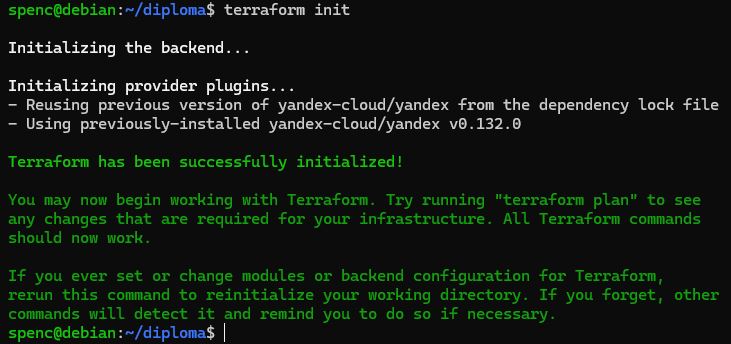 spenc@debian:~/diploma$ terraform init
Initializing the backend...
Initializing provider plugins...
- Reusing previous version of yandex-cloud/yandex from the dependency lock file
- Using previously-installed yandex-cloud/yandex v0.132.0
Terraform has been successfully initialized!
You may now begin working with Terraform. Try running "terraform plan" to see
any changes that are required for your infrastructure. All Terraform commands
should now work.
If you ever set or change modules or backend configuration for Terraform,
rerun this command to reinitialize your working directory. If you forget, other
commands will detect it and remind you to do so if necessary.
spenc@debian:~/diploma$